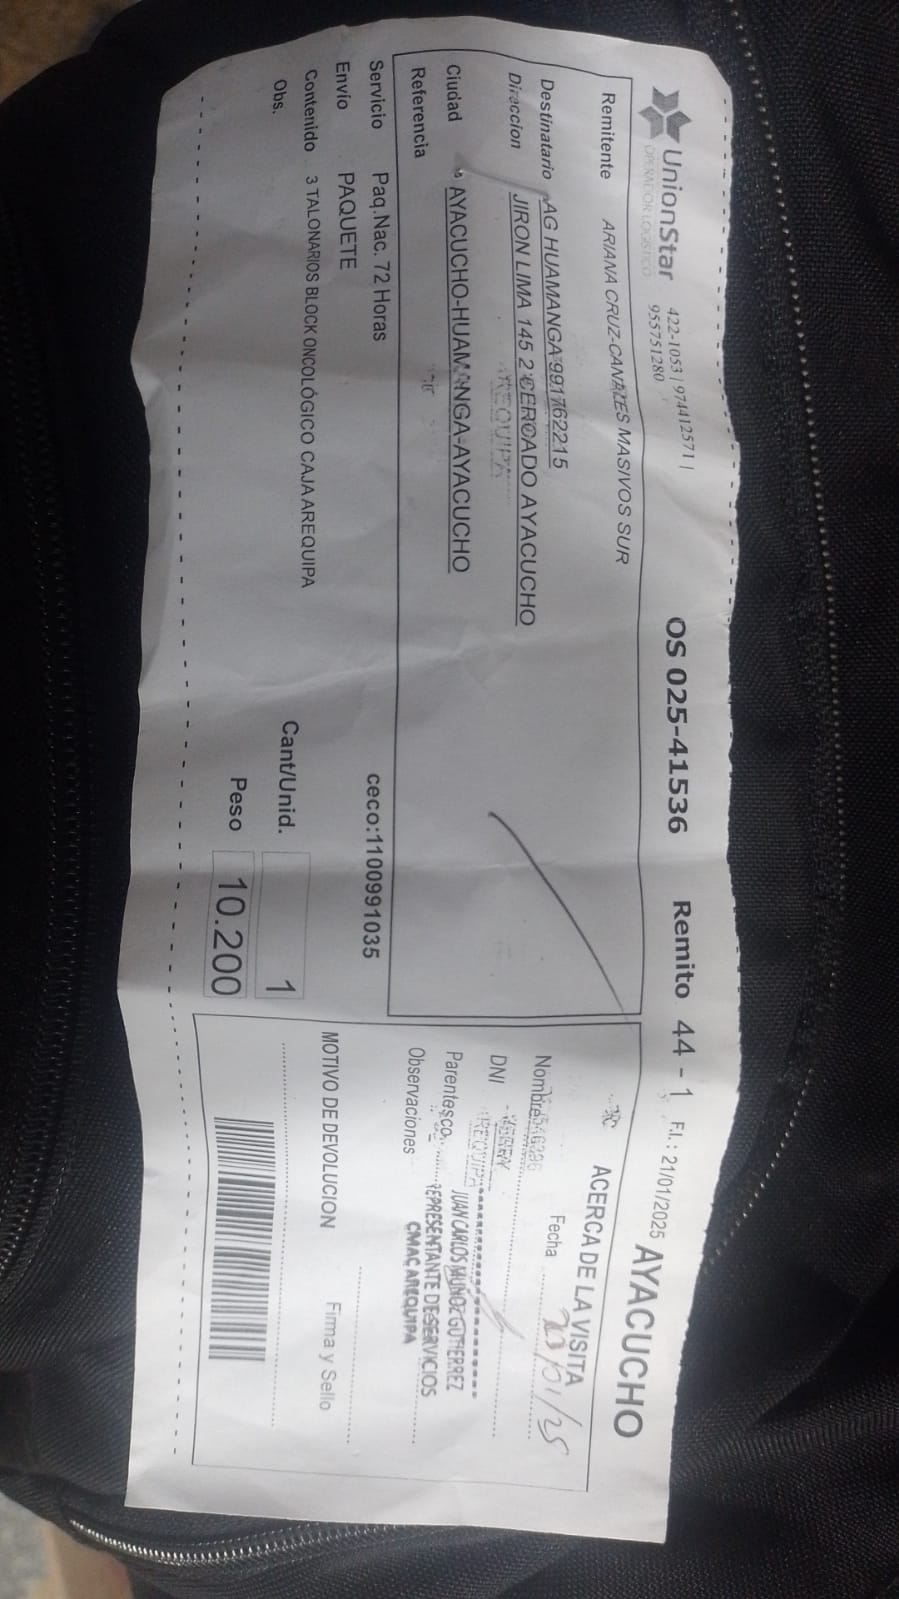 UnionStar
OPERADOR LOGISTICO
422-1053 | 974412571 |
955751280
OS 025-41536
Remito 44 - 1
F.I.: 21/01/2025
AYACUCHO
Remitente ARIANA CRUZ-CANALES MASIVOS SUR
Destinatario AG HUAMANGA-991762215
Direccion JIRON LIMA 145 2 CERCADO AYACUCHO
AREQUIPA
Ciudad AYACUCHO-HUAMANGA-AYACUCHO
Referencia
Servicio Paq.Nac. 72 Horas
ceco:1100991035
Envío PAQUETE
Contenido 3 TALONARIOS BLOCK ONCOLÓGICO CAJA AREQUIPA
Obs.
Cant/Unid. 1
Peso 10.200
ACERCA DE LA VISITA
Fecha /01/25
Nombre
DNI
AREQUIPA
Parentesco
JUAN CARLOS MUÑOZ GUTIERREZ
REPRESENTANTE DE SERVICIOS
CMAC AREQUIPA
Observaciones
MOTIVO DE DEVOLUCION
Firma y Sello